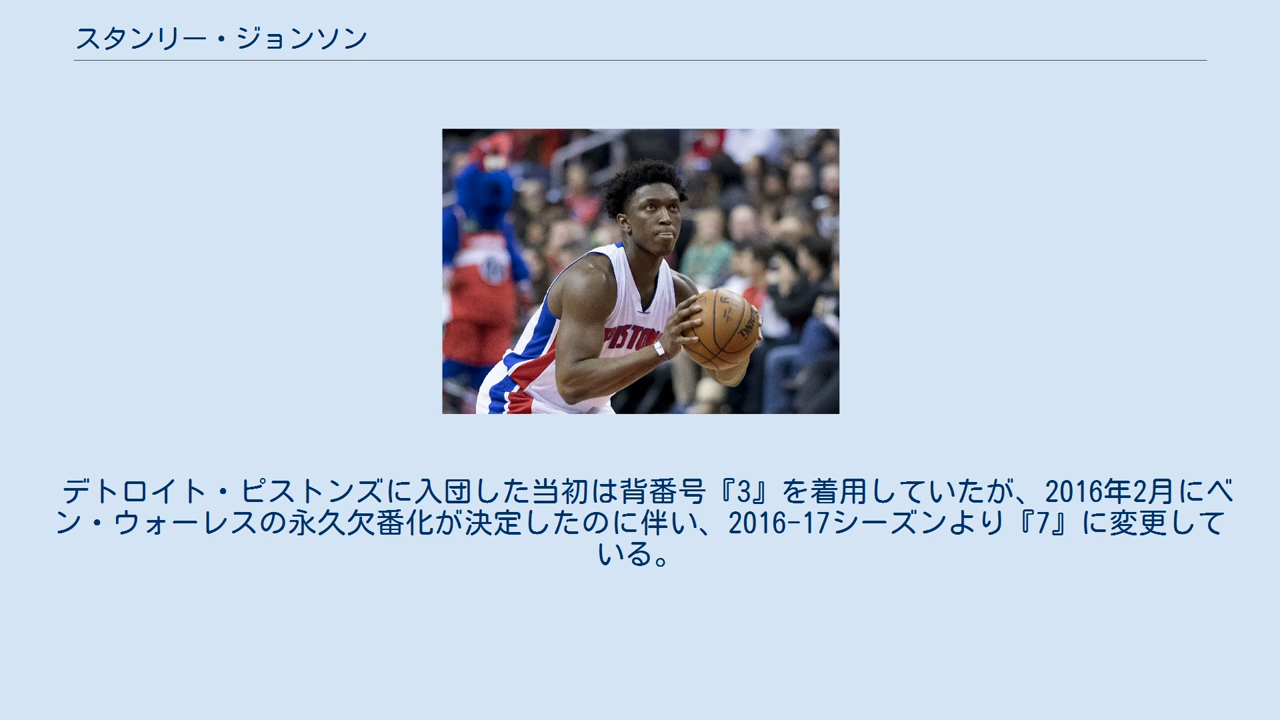 スタンリー・ジョンソン
PISTON
デトロイト・ピストンズに入団した当初は背番号『3』を着用していたが、2016年2月にベ
ン・ウォーレスの永久欠番化が決定したのに伴い、2016-17シーズンより『7』に変更して
いる。